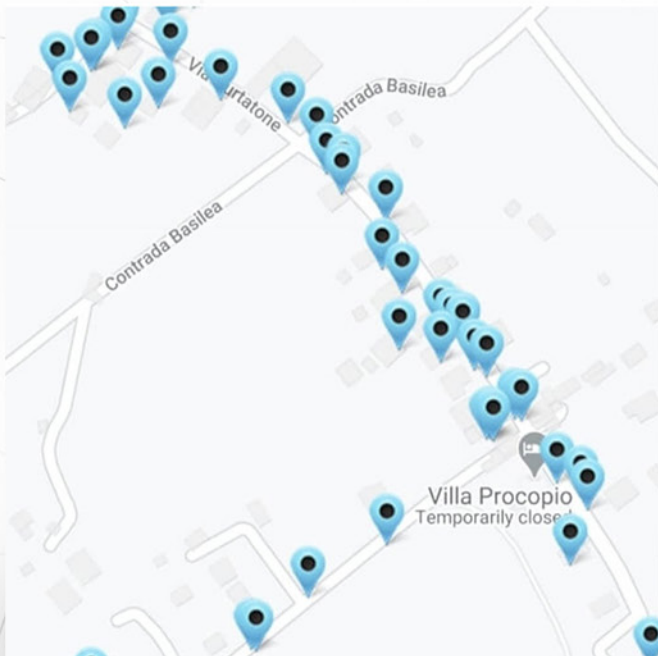 Via Curtatone
Contrada Basilea
Contrada Basilea
Villa Procopio
Temporarily closed